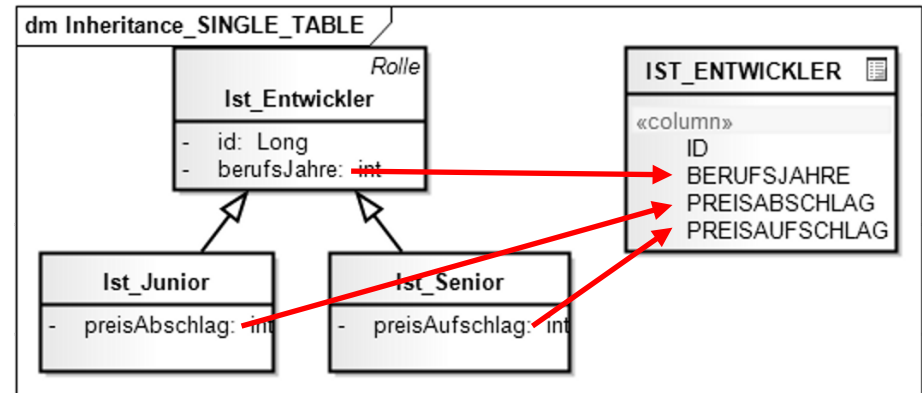 dm Inheritance_SINGLE_TABLE
Rolle
Ist_Entwickler
- id: Long
- berufsJahre: int
Ist_Junior
- preisAbschlag: int
Ist_Senior
- preisAufschlag: int
IST_ENTWICKLER
«column»
ID
BERUFSJAHRE
PREISABSCHLAG
PREISAUFSCHLAG